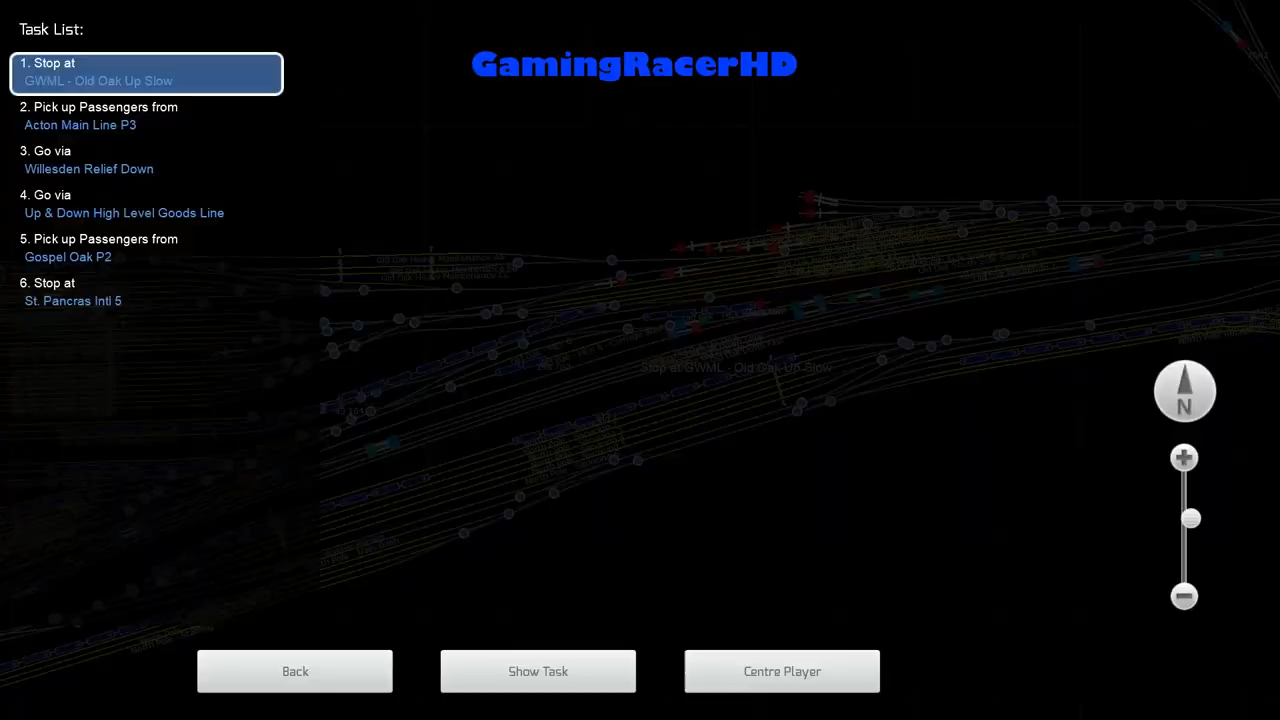 Task List:
GamingRacerHD
1. Stop at
GWML - Old Oak Up Slow
2. Pick up Passengers from
Acton Main Line P3
3. Go via
Willesden Relief Down
4. Go via
Up & Down High Level Goods Line
5. Pick up Passengers from
Gospel Oak P2
6. Stop at
St. Pancras Intl 5
Stop at GWML - Old Oak Up Slow
N
Back
Show Task
Centre Player